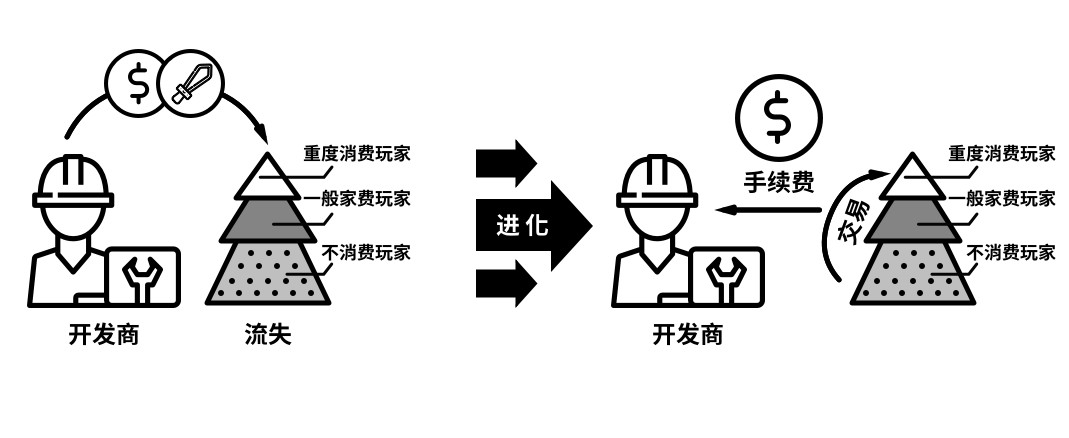 $
重度消费玩家
一般家费玩家
不消费玩家
开发商
流失
进化
$
手续费
交易
重度消费玩家
一般家费玩家
不消费玩家
开发商